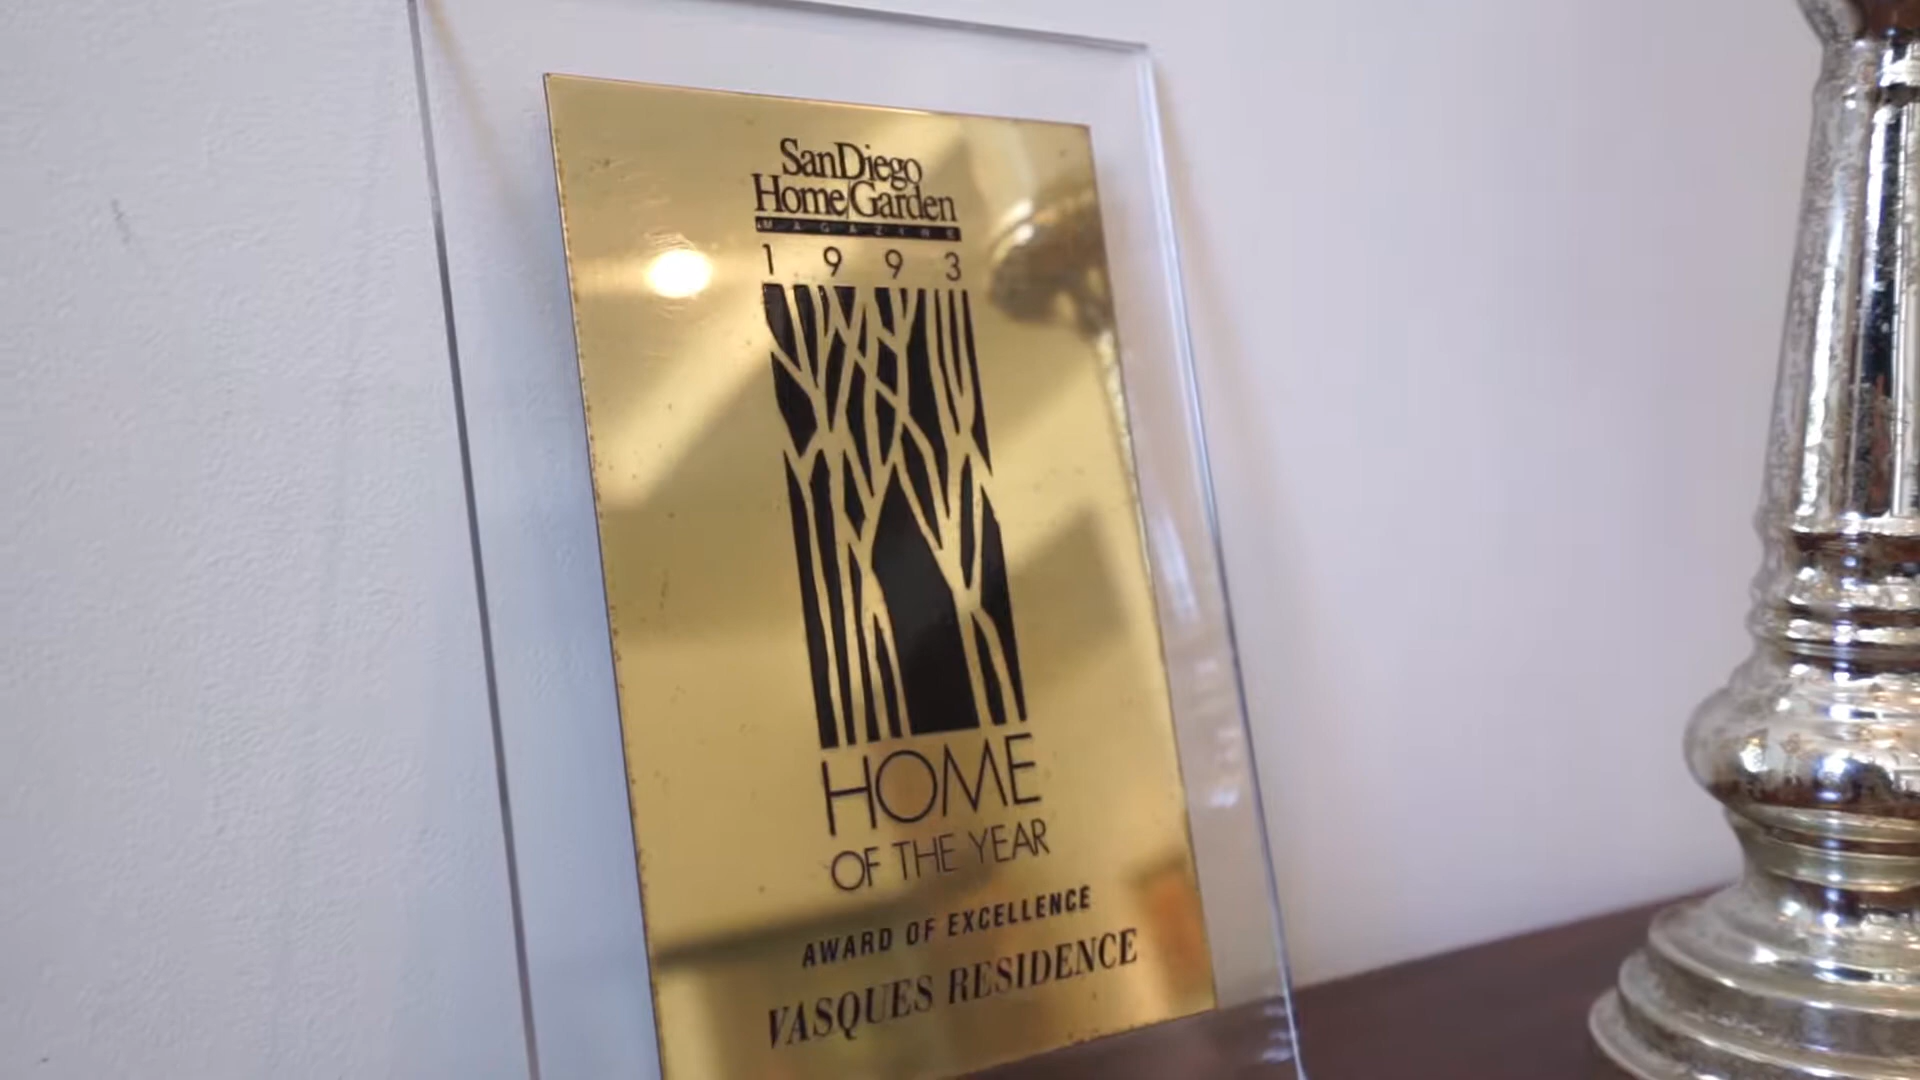 San Diego
Home/Garden
MAGAZINE
1993
HOME
OF THE YEAR
AWARD OF EXCELLENCE
VASQUES RESIDENCE